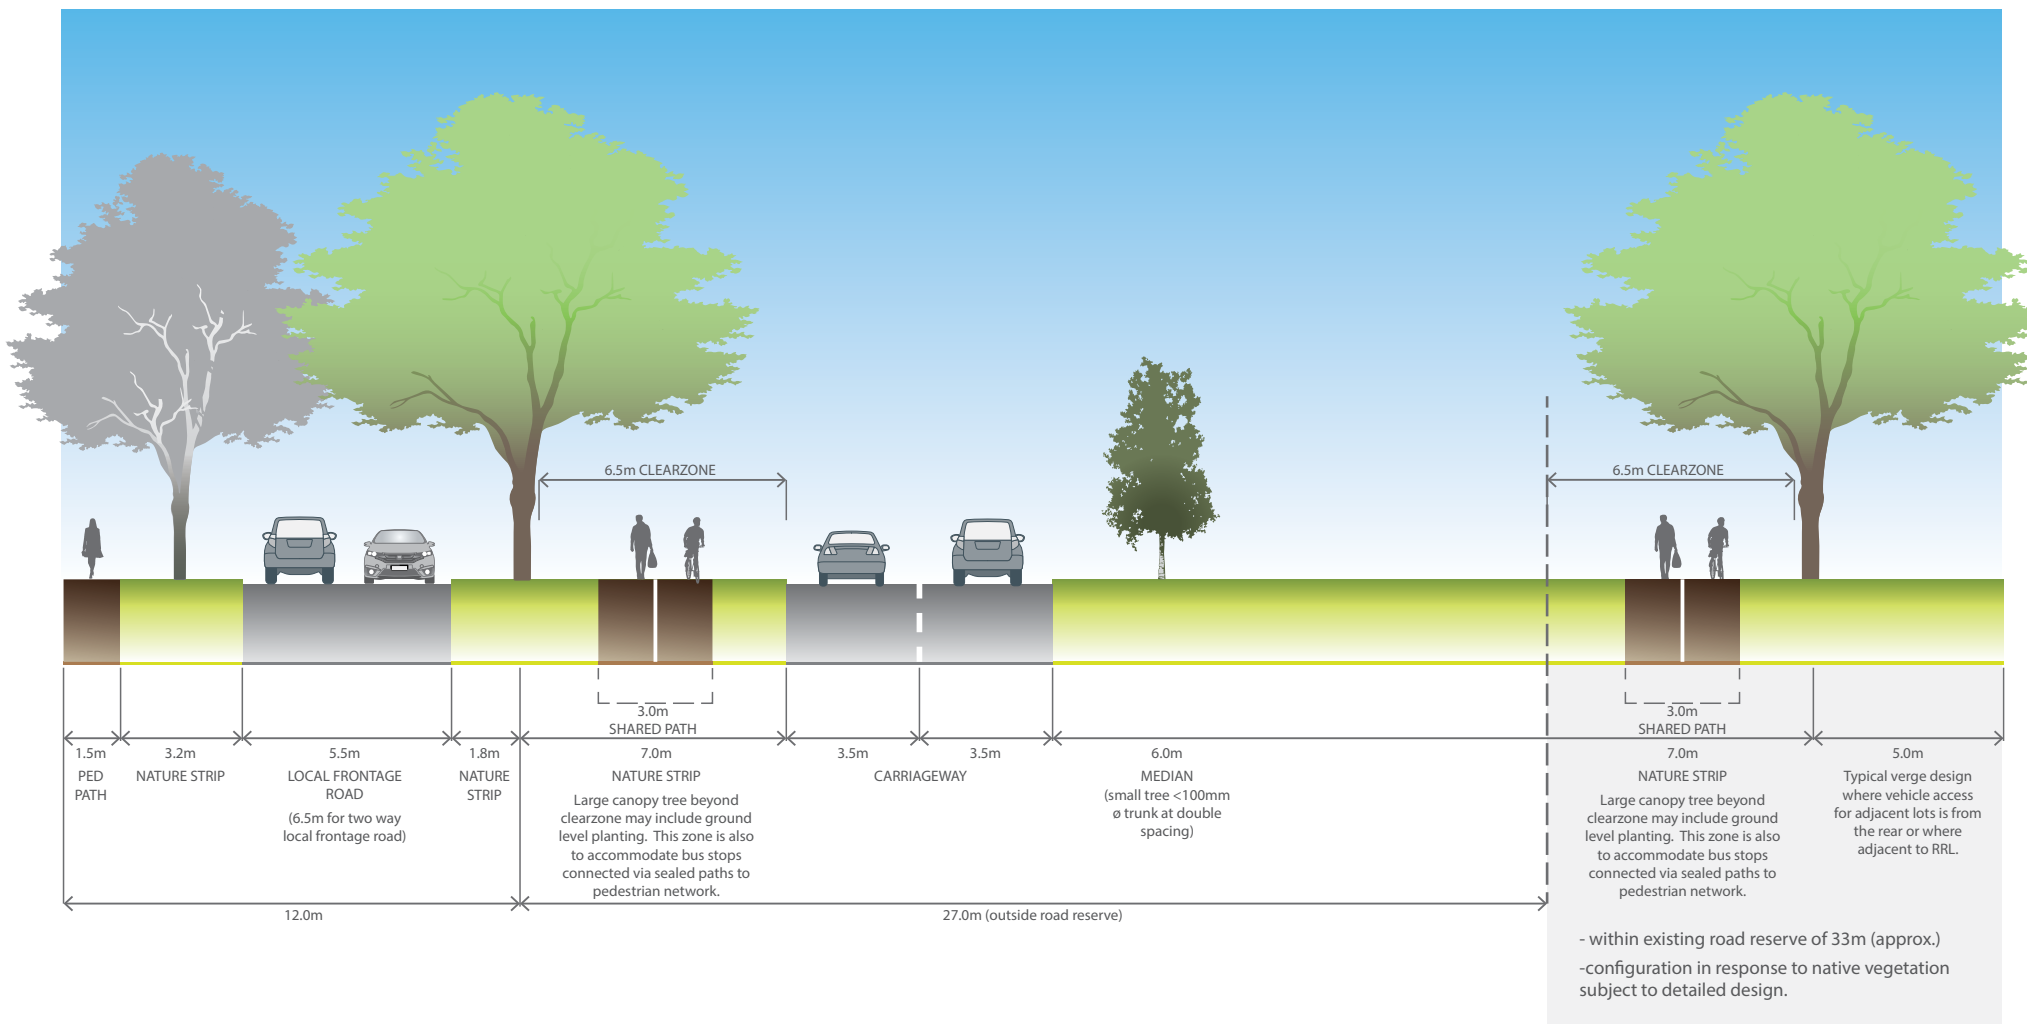 6.5m CLEARZONE
6.5m CLEARZONE
1.5m
PED
PATH
3.2m
NATURE STRIP
5.5m
LOCAL FRONTAGE
ROAD
(6.5m for two way
local frontage road)
1.8m
NATURE
STRIP
3.0m
SHARED PATH
7.0m
NATURE STRIP
Large canopy tree beyond
clearzone may include ground
level planting. This zone is also
to accommodate bus stops
connected via sealed paths to
pedestrian network.
3.5m
3.5m
CARRIAGEWAY
6.0m
MEDIAN
(small tree <100mm
ø trunk at double
spacing)
3.0m
SHARED PATH
7.0m
NATURE STRIP
Large canopy tree beyond
clearzone may include ground
level planting. This zone is also
to accommodate bus stops
connected via sealed paths to
pedestrian network.
5.0m
Typical verge design
where vehicle access
for adjacent lots is from
the rear or where
adjacent to RRL.
12.0m
27.0m (outside road reserve)
- within existing road reserve of 33m (approx.)
-configuration in response to native vegetation
subject to detailed design.